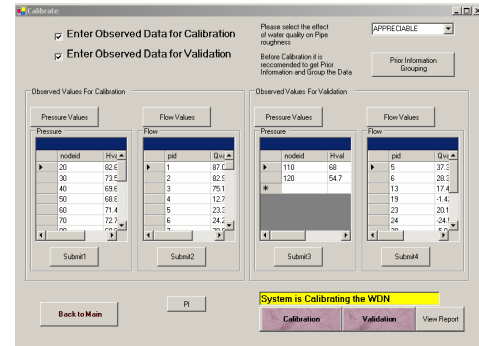 Calibrate
Enter Observed Data for Calibration
Enter Observed Data for Validation
Please select the effect
of water quality on Pipe
roughness
APPRECIABLE
Before Calibration it is
reccomended to get Prior
Information and Group the Data
Prior Information
Grouping
Observed Values For Calibration
Pressure Values
Flow Values
Pressure
Flow
nodeid Hva
20 82.6
30 73.5
40 69.6
50 68.8
60 71.4
70 72.7
pid Qva
1 87.0
2 82.9
3 75.1
4 12.7
5 23.3
6 24.2
Submit1
Submit2
Observed Values For Validation
Pressure Values
Flow Values
Pressure
Flow
nodeid Hval
110 68
120 54.7
pid Qva
5 37.3
6 28.3
13 17.4
19 -1.42
23 20.1
24 -24.
Submit3
Submit4
Back to Main
PI
System is Calibrating the WDN
Calibration
Validation
View Report